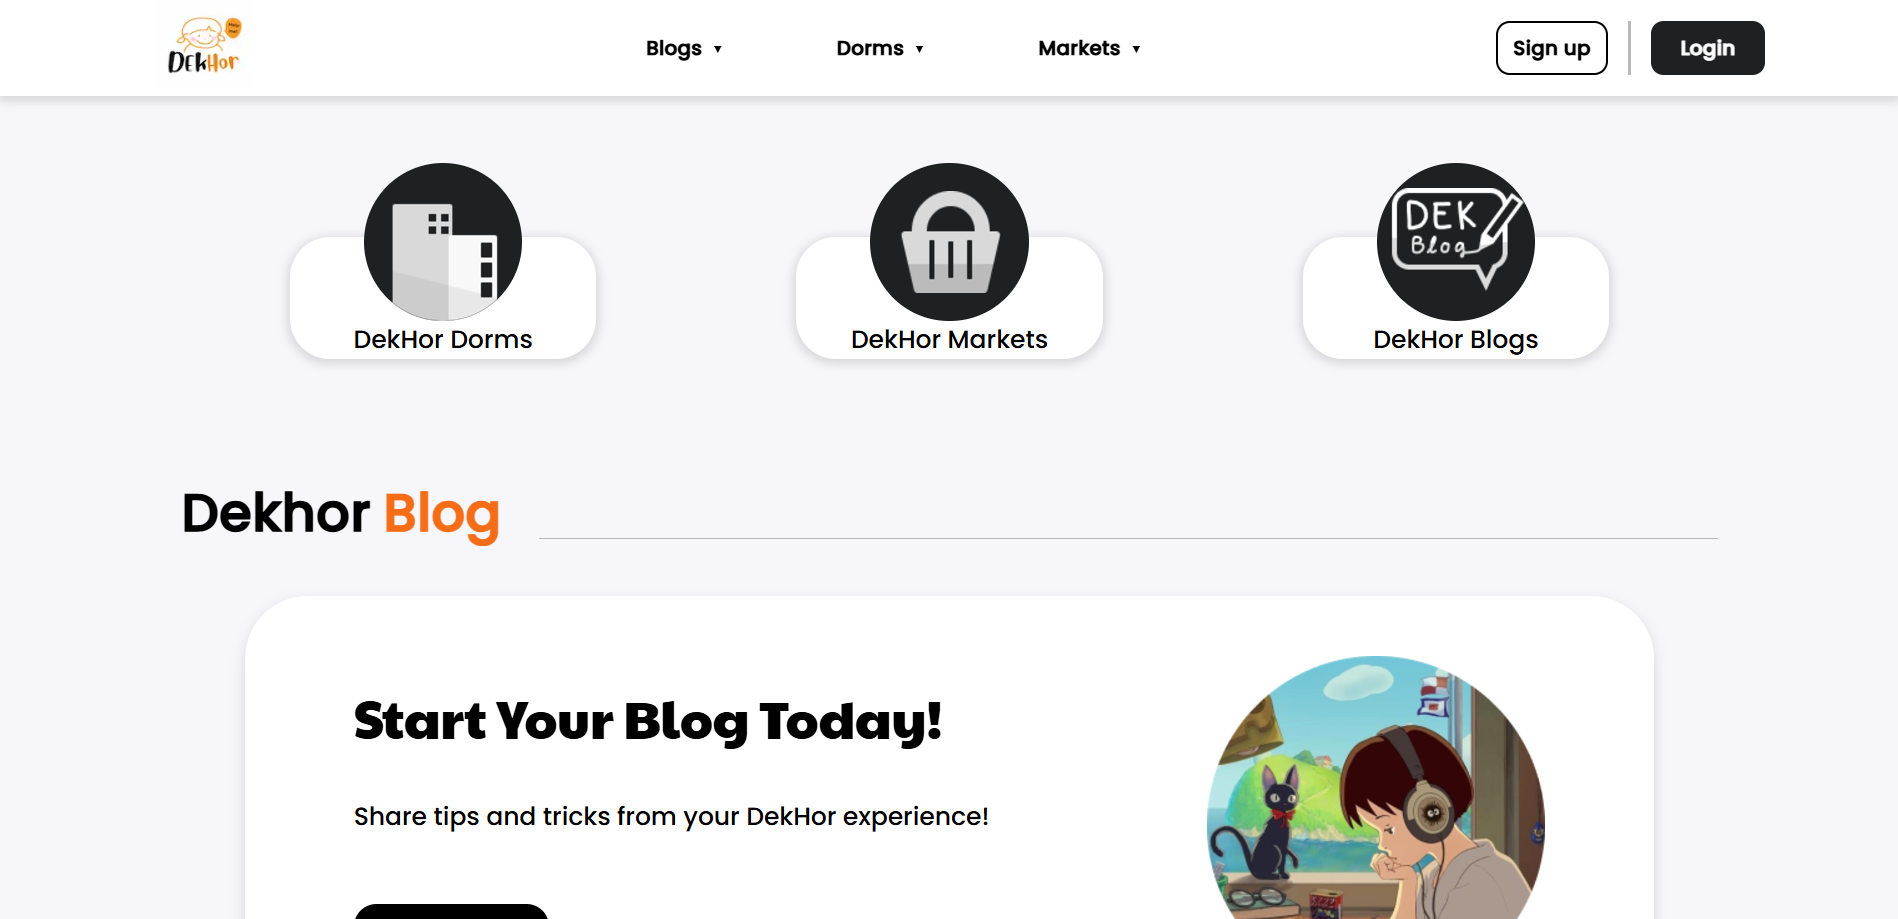 DEkHor
Blogs ▼
Dorms ▼
Markets ▼
Sign up
Login
DEK
Blog
DekHor Dorms
DekHor Markets
DekHor Blogs
Dekhor Blog
Start Your Blog Today!
Share tips and tricks from your DekHor experience!